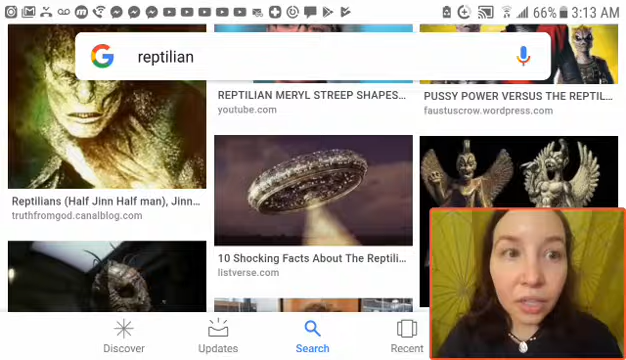 66% 3:13 AM
reptilian
REPTILIAN MERYL STREEP SHAPES...
youtube.com
PUSSY POWER VERSUS THE REPTIL...
faustuscrow.wordpress.com
Reptilians (Half Jinn Half man), Jinn...
truthfromgod.canalblog.com
10 Shocking Facts About The Reptili...
listverse.com
Discover
Updates
Search
Recent